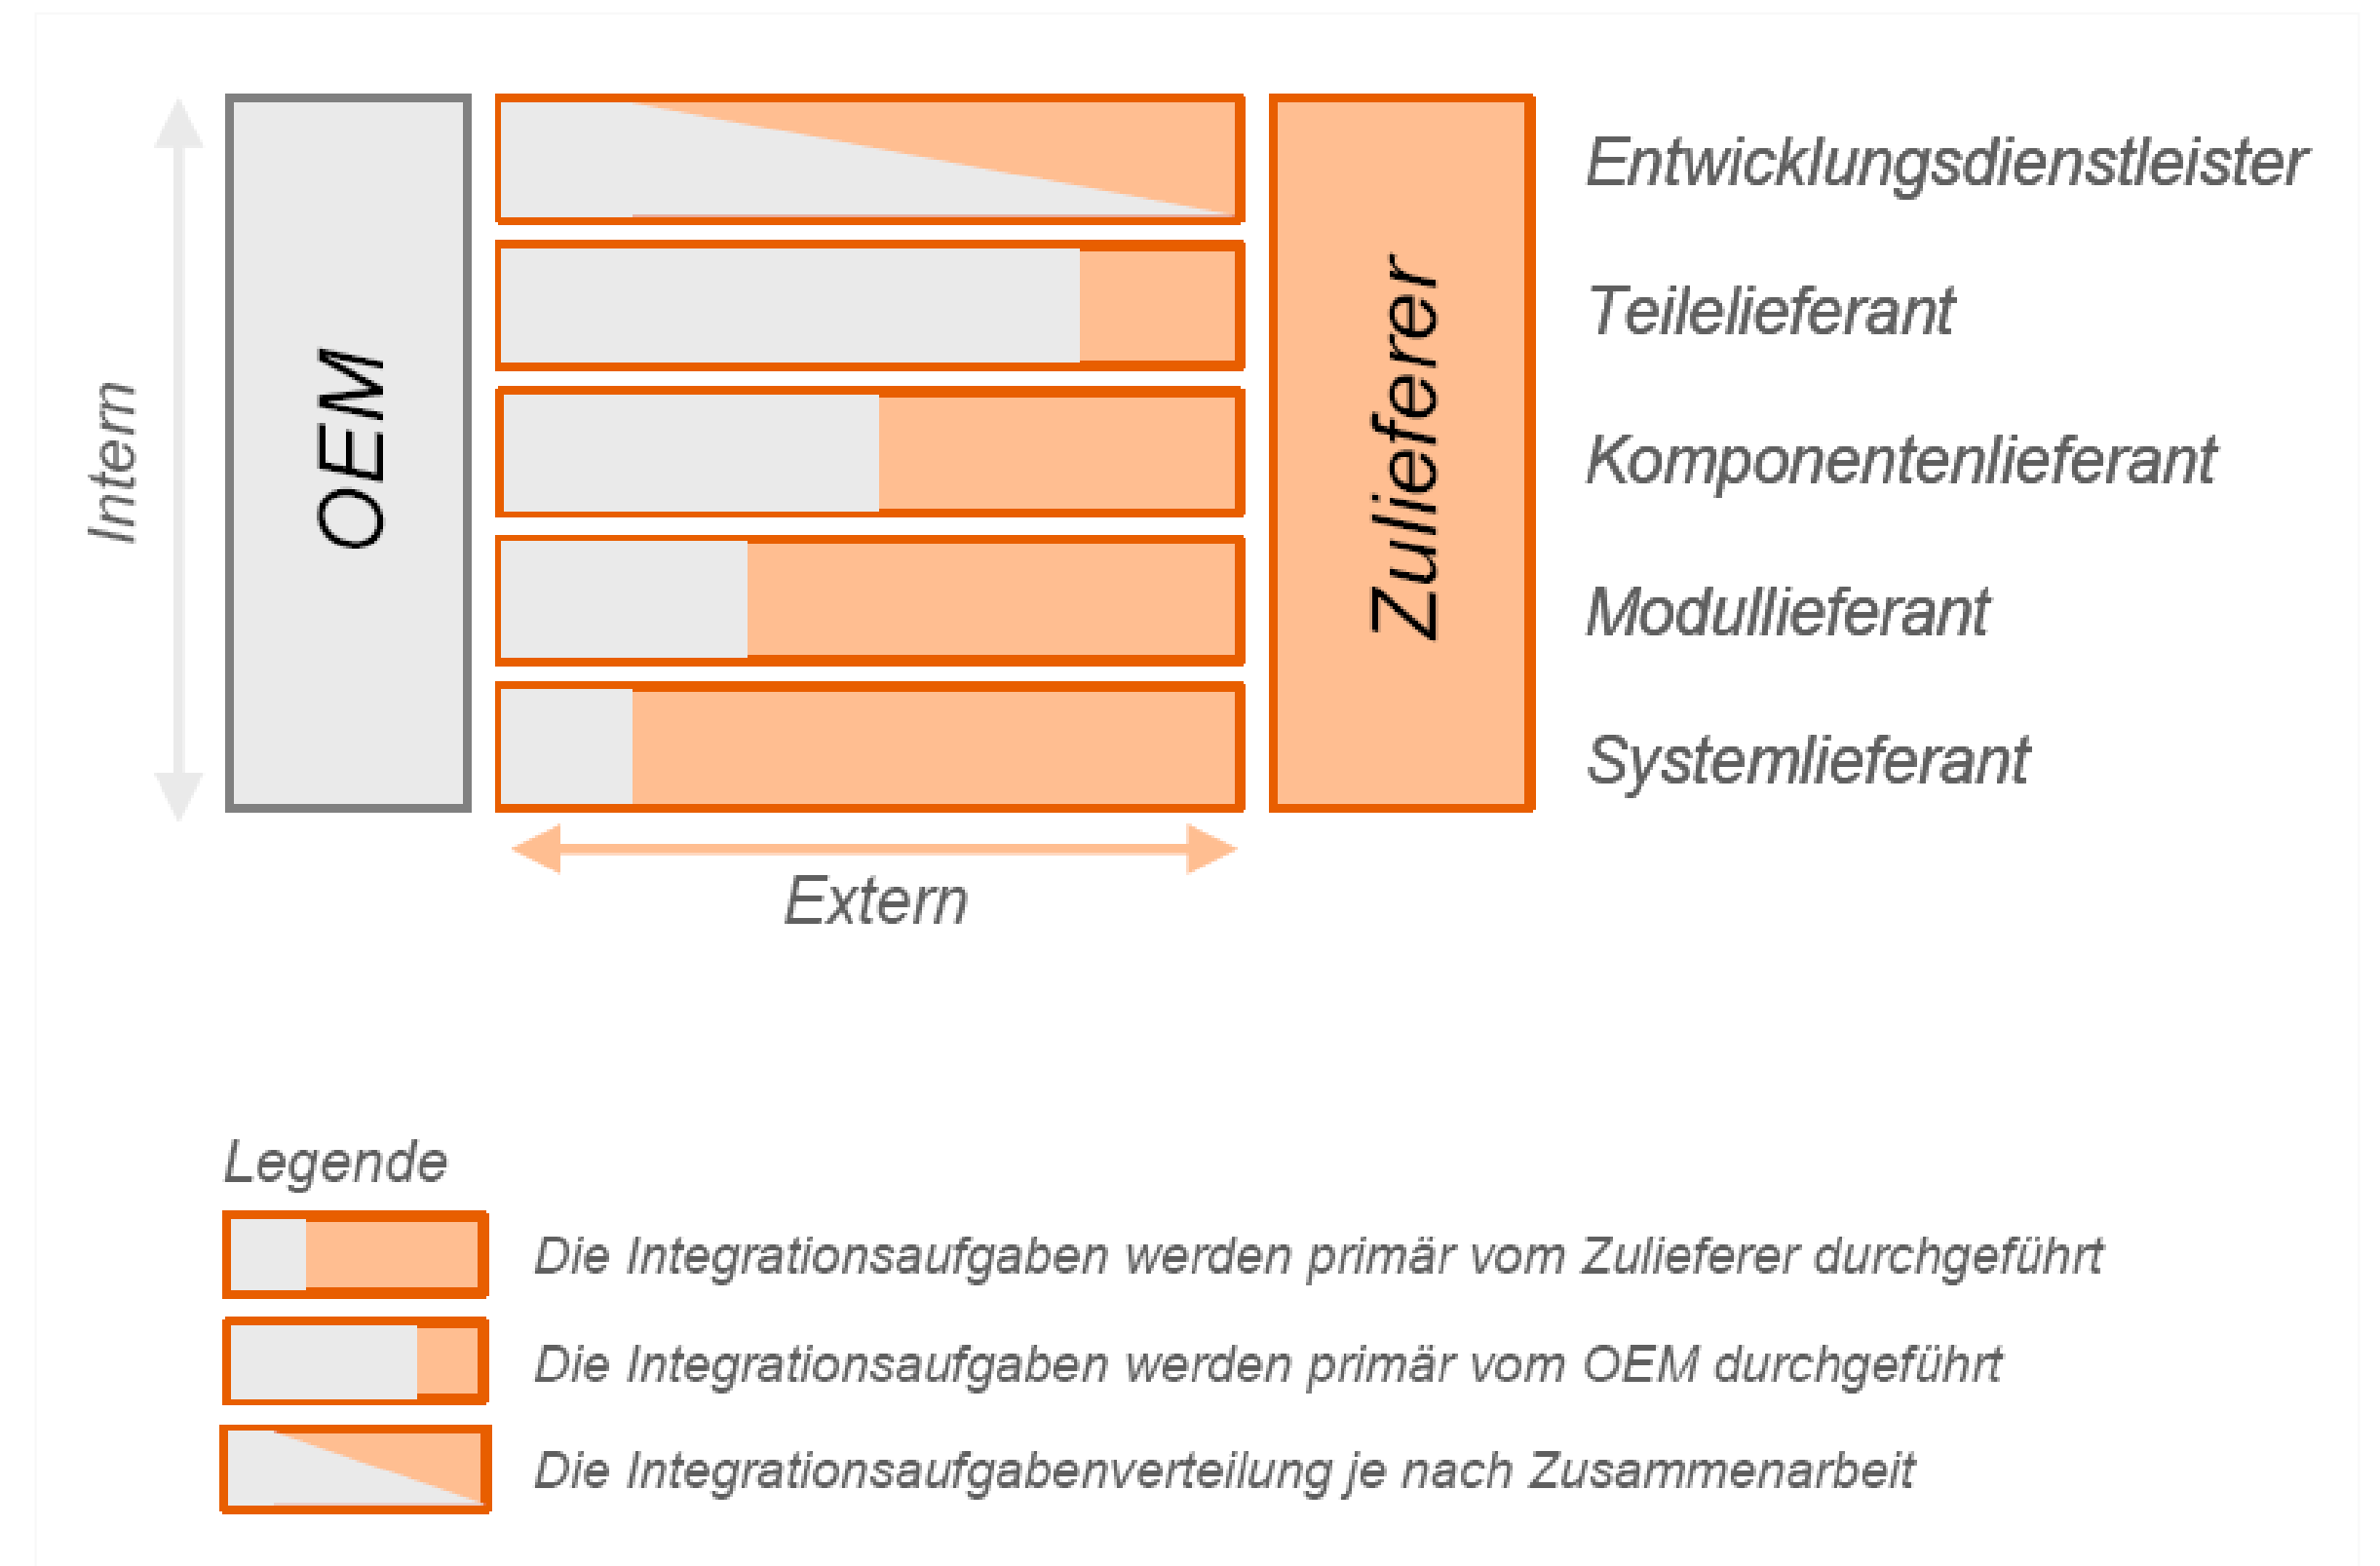 Intern
OEM
Zulieferer
Entwicklungsdienstleister
Teilelieferant
Komponentenlieferant
Modullieferant
Systemlieferant
Extern
Legende
Die Integrationsaufgaben werden primär vom Zulieferer durchgeführt
Die Integrationsaufgaben werden primär vom OEM durchgeführt
Die Integrationsaufgabenverteilung je nach Zusammenarbeit